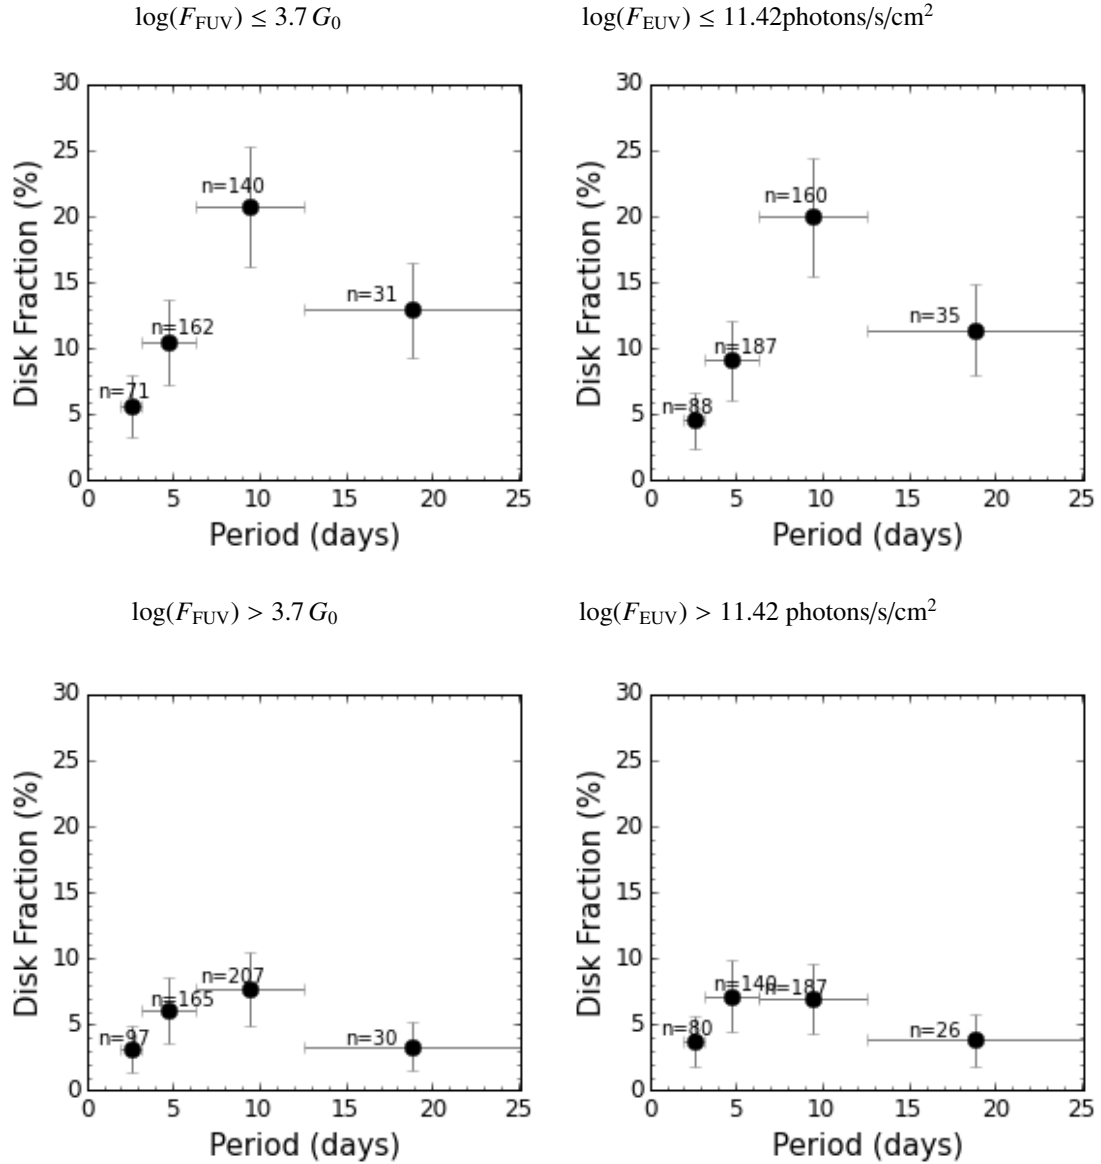 log(F_FUV) ≤ 3.7 G_0
log(F_EUV) ≤ 11.42photons/s/cm²
30
25
20
15
10
5
0
Disk Fraction (%)
n=140
n=162
n=71
n=31
0 5 10 15 20 25
Period (days)
30
25
20
15
10
5
0
Disk Fraction (%)
n=160
n=187
n=88
n=35
0 5 10 15 20 25
Period (days)
log(F_FUV) > 3.7 G_0
log(F_EUV) > 11.42 photons/s/cm²
30
25
20
15
10
5
0
Disk Fraction (%)
n=207
n=165
n=97
n=30
0 5 10 15 20 25
Period (days)
30
25
20
15
10
5
0
Disk Fraction (%)
n=140
n=187
n=80
n=26
0 5 10 15 20 25
Period (days)